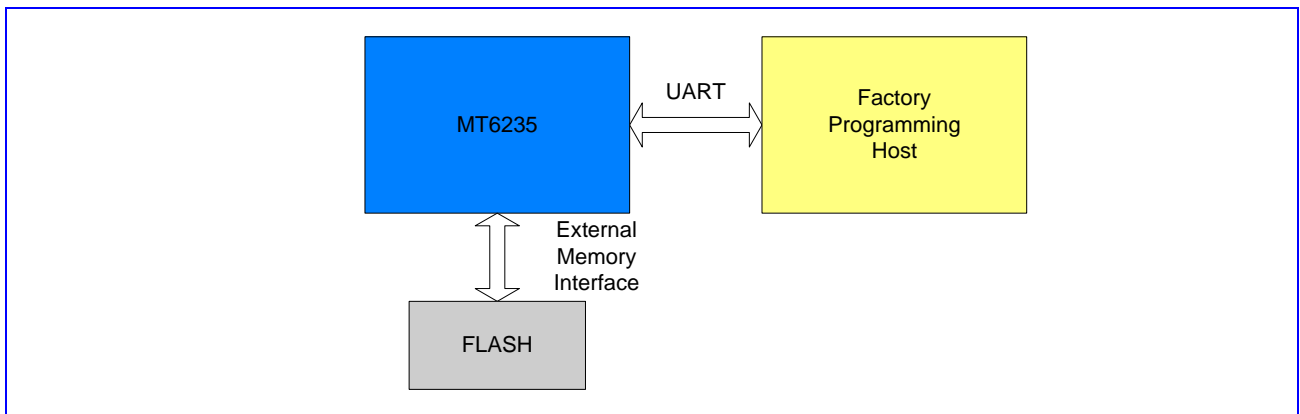 MT6235
UART
Factory
Programming
Host
External
Memory
Interface
FLASH